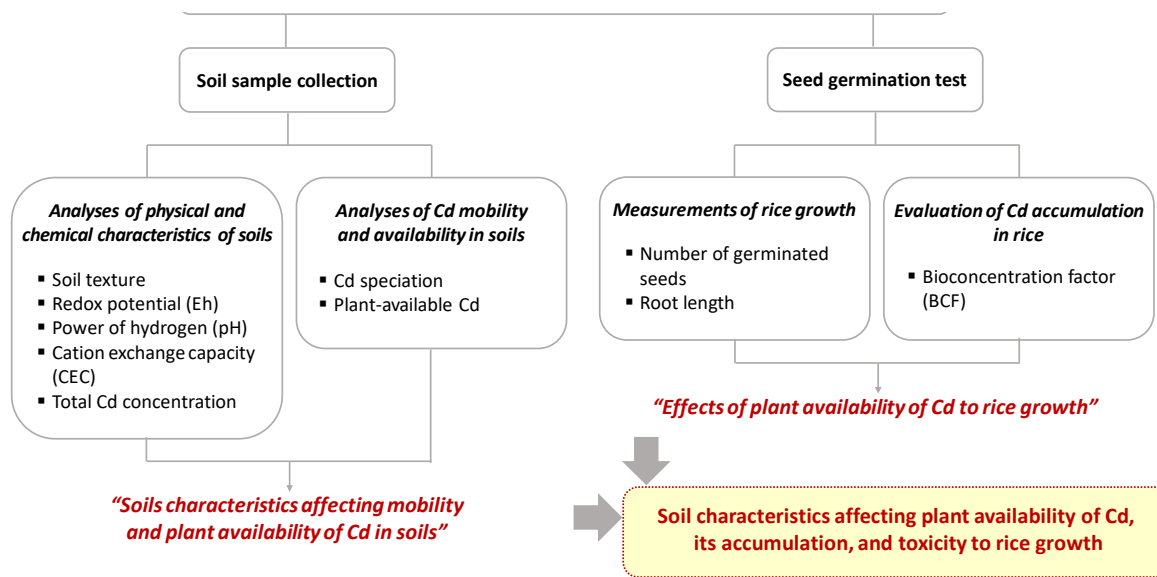 Soil sample collection
Seed germination test
Analyses of physical and
chemical characteristics of soils
▪ Soil texture
▪ Redox potential (Eh)
▪ Power of hydrogen (pH)
▪ Cation exchange capacity
(CEC)
▪ Total Cd concentration
Analyses of Cd mobility
and availability in soils
▪ Cd speciation
▪ Plant-available Cd
Measurements of rice growth
▪ Number of germinated
seeds
▪ Root length
Evaluation of Cd accumulation
in rice
▪ Bioconcentration factor
(BCF)
“Effects of plant availability of Cd to rice growth”
“Soils characteristics affecting mobility
and plant availability of Cd in soils”
Soil characteristics affecting plant availability of Cd,
its accumulation, and toxicity to rice growth